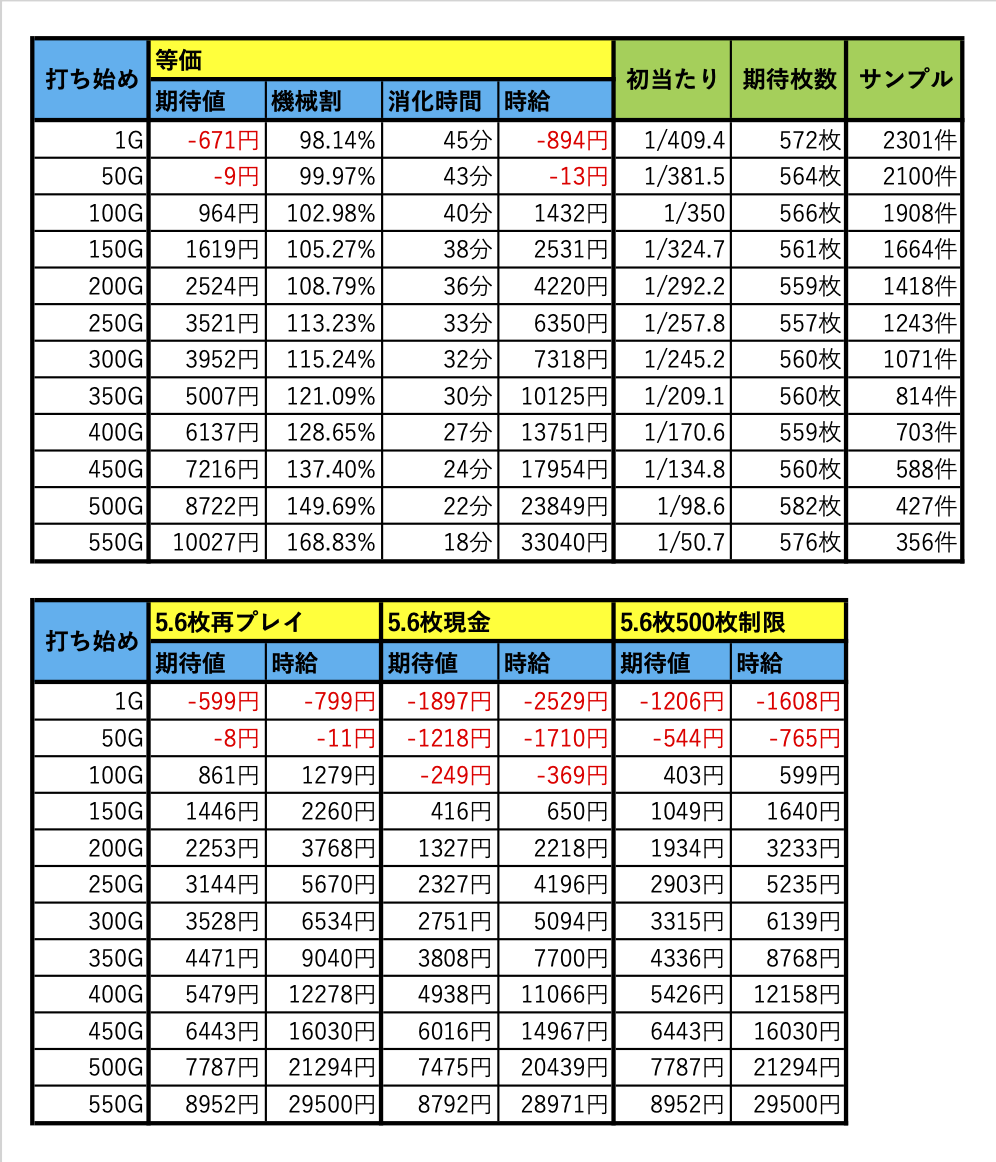 打ち始め 等価 初当たり 期待枚数 サンプル
期待値 機械割 消化時間 時給
1G -671円 98.14% 45分 -894円 1/409.4 572枚 2301件
50G -9円 99.97% 43分 -13円 1/381.5 564枚 2100件
100G 964円 102.98% 40分 1432円 1/350 566枚 1908件
150G 1619円 105.27% 38分 2531円 1/324.7 561枚 1664件
200G 2524円 108.79% 36分 4220円 1/292.2 559枚 1418件
250G 3521円 113.23% 33分 6350円 1/257.8 557枚 1243件
300G 3952円 115.24% 32分 7318円 1/245.2 560枚 1071件
350G 5007円 121.09% 30分 10125円 1/209.1 560枚 814件
400G 6137円 128.65% 27分 13751円 1/170.6 559枚 703件
450G 7216円 137.40% 24分 17954円 1/134.8 560枚 588件
500G 8722円 149.69% 22分 23849円 1/98.6 582枚 427件
550G 10027円 168.83% 18分 33040円 1/50.7 576枚 356件
打ち始め 5.6枚再プレイ 5.6枚現金 5.6枚500枚制限
期待値 時給 期待値 時給 期待値 時給
1G -599円 -799円 -1897円 -2529円 -1206円 -1608円
50G -8円 -11円 -1218円 -1710円 -544円 -765円
100G 861円 1279円 -249円 -369円 403円 599円
150G 1446円 2260円 416円 650円 1049円 1640円
200G 2253円 3768円 1327円 2218円 1934円 3233円
250G 3144円 5670円 2327円 4196円 2903円 5235円
300G 3528円 6534円 2751円 5094円 3315円 6139円
350G 4471円 9040円 3808円 7700円 4336円 8768円
400G 5479円 12278円 4938円 11066円 5426円 12158円
450G 6443円 16030円 6016円 14967円 6443円 16030円
500G 7787円 21294円 7475円 20439円 7787円 21294円
550G 8952円 29500円 8792円 28971円 8952円 29500円